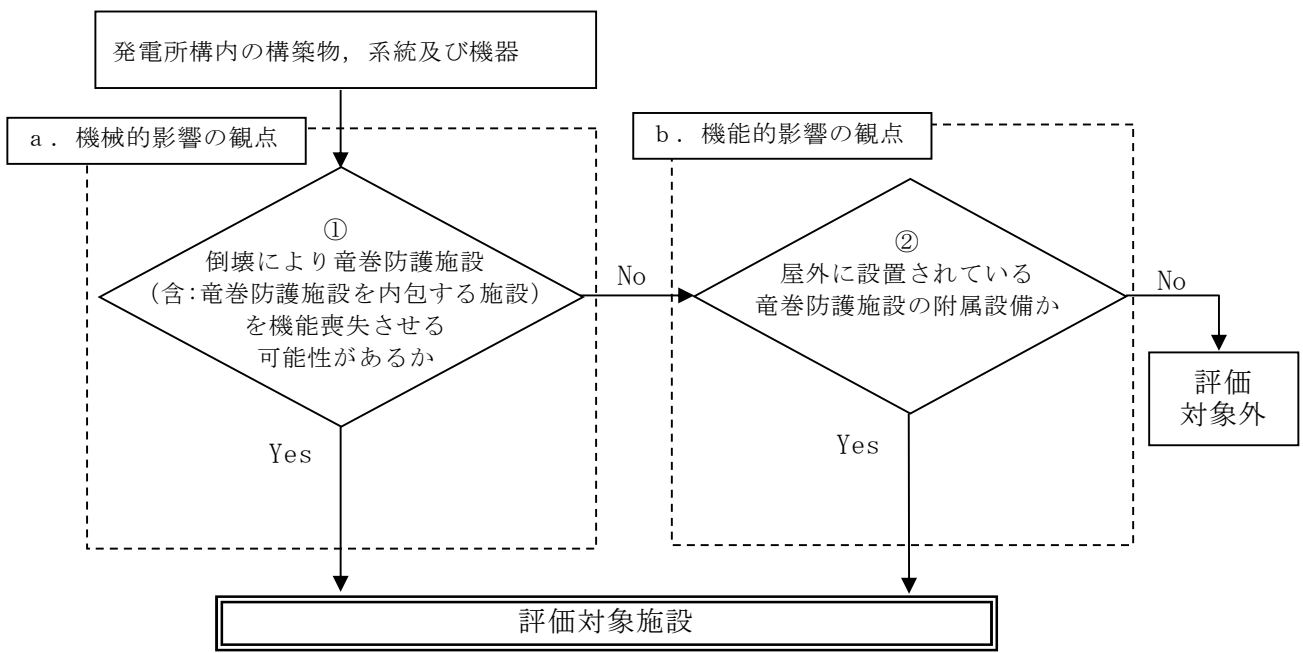 発電所構内の構築物，系統及び機器
a．機械的影響の観点
①
倒壊により竜巻防護施設
（含：竜巻防護施設を内包する施設）
を機能喪失させる
可能性があるか
No
Yes
b．機能的影響の観点
②
屋外に設置されている
竜巻防護施設の附属設備か
No
Yes
評価
対象外
評価対象施設